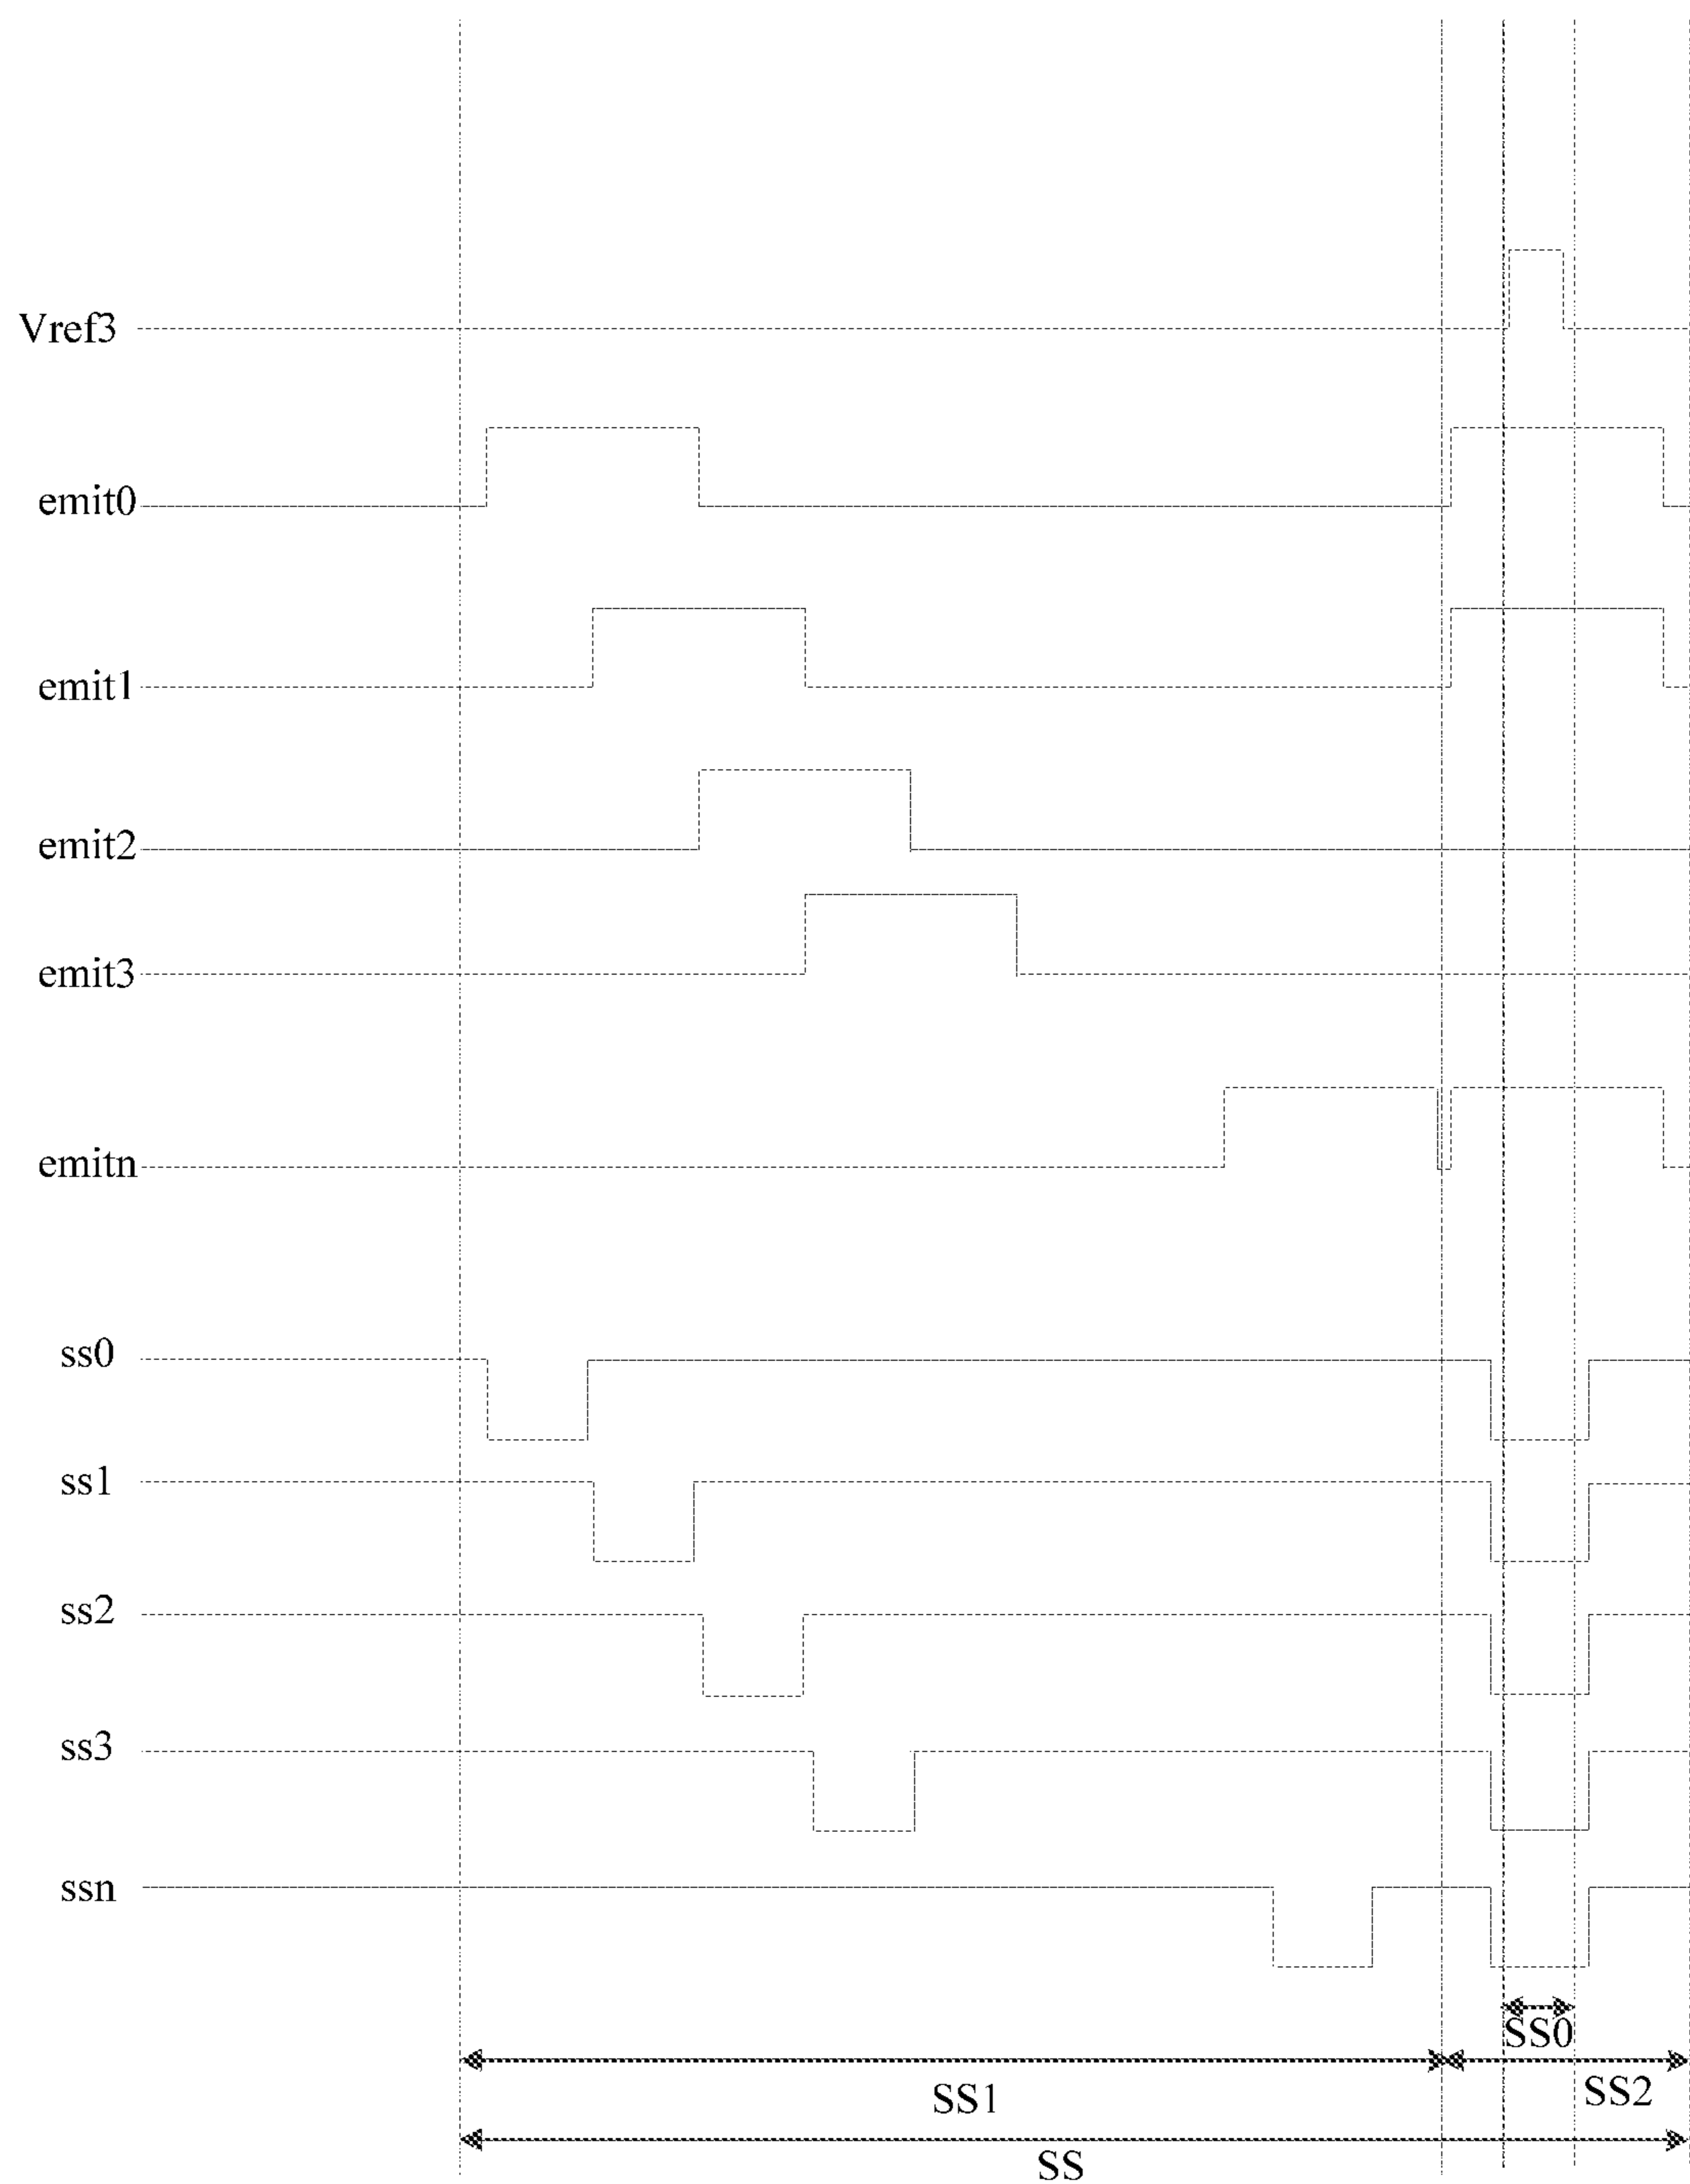 Vref3
emit0
emit1
emit2
emit3
emitn
ss0
ss1
ss2
ss3
ssn
SS0
SS1
SS2
SS